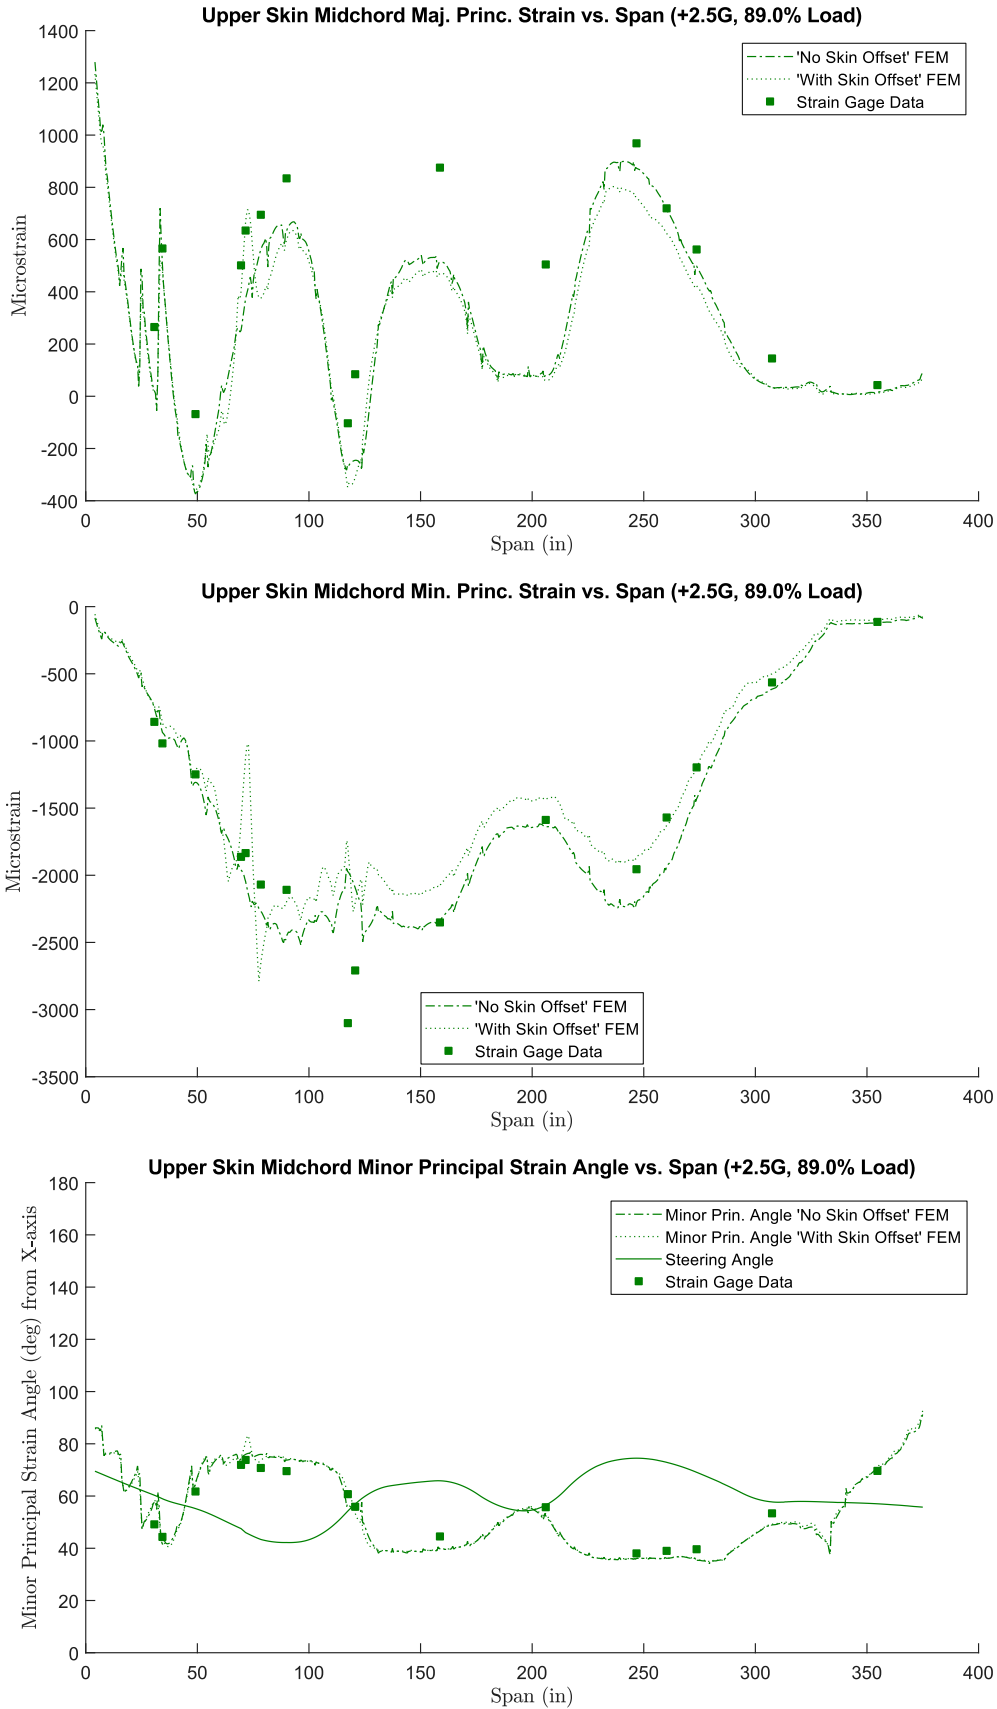 Upper Skin Midchord Maj. Princ. Strain vs. Span (+2.5G, 89.0% Load)
1400
1200
1000
800
600
400
200
0
-200
-400
Microstrain
'No Skin Offset' FEM
'With Skin Offset' FEM
Strain Gage Data
0 50 100 150 200 250 300 350 400
Span (in)
Upper Skin Midchord Min. Princ. Strain vs. Span (+2.5G, 89.0% Load)
0
-500
-1000
-1500
-2000
-2500
-3000
-3500
Microstrain
'No Skin Offset' FEM
'With Skin Offset' FEM
Strain Gage Data
0 50 100 150 200 250 300 350 400
Span (in)
Upper Skin Midchord Minor Principal Strain Angle vs. Span (+2.5G, 89.0% Load)
180
160
140
120
100
80
60
40
20
0
Minor Principal Strain Angle (deg) from X-axis
Minor Prin. Angle 'No Skin Offset' FEM
Minor Prin. Angle 'With Skin Offset' FEM
Steering Angle
Strain Gage Data
0 50 100 150 200 250 300 350 400
Span (in)